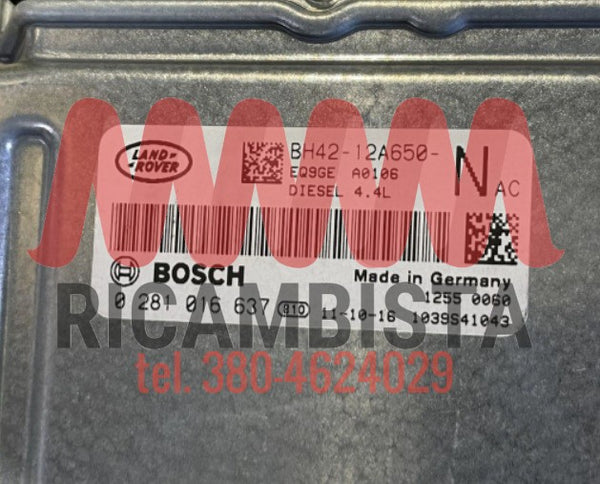 LAND ROVER
BH42-12A650- N AC
EQ9GE A0106
DIESEL 4.4L
BOSCH Made in Germany
0 281 016 637 810 1255 0060
11-10-16 1039S41043
RICAMBISTA
tel. 380-4624029